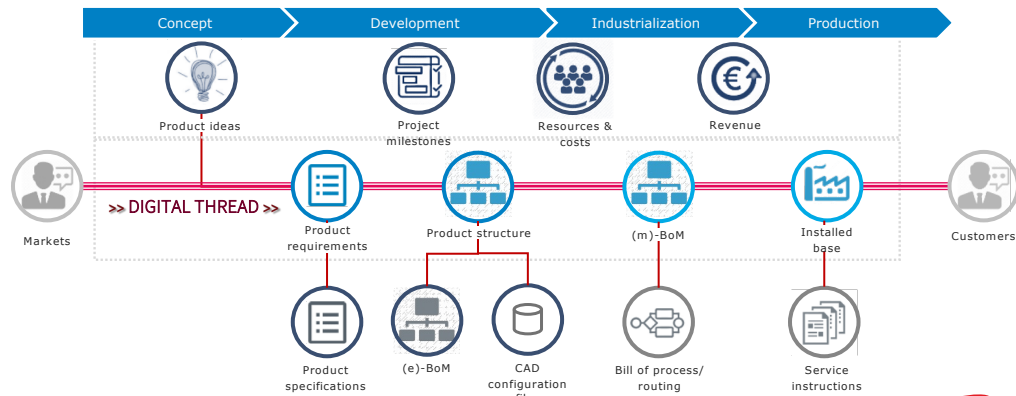 Concept
Development
Industrialization
Production
Product ideas
Project
milestones
Resources &
costs
Revenue
Markets
>> DIGITAL THREAD >>
Product
requirements
Product structure
(m)-BoM
Installed
base
Customers
Product
specifications
(e)-BoM
CAD
configuration
Bill of process/
routing
Service
instructions